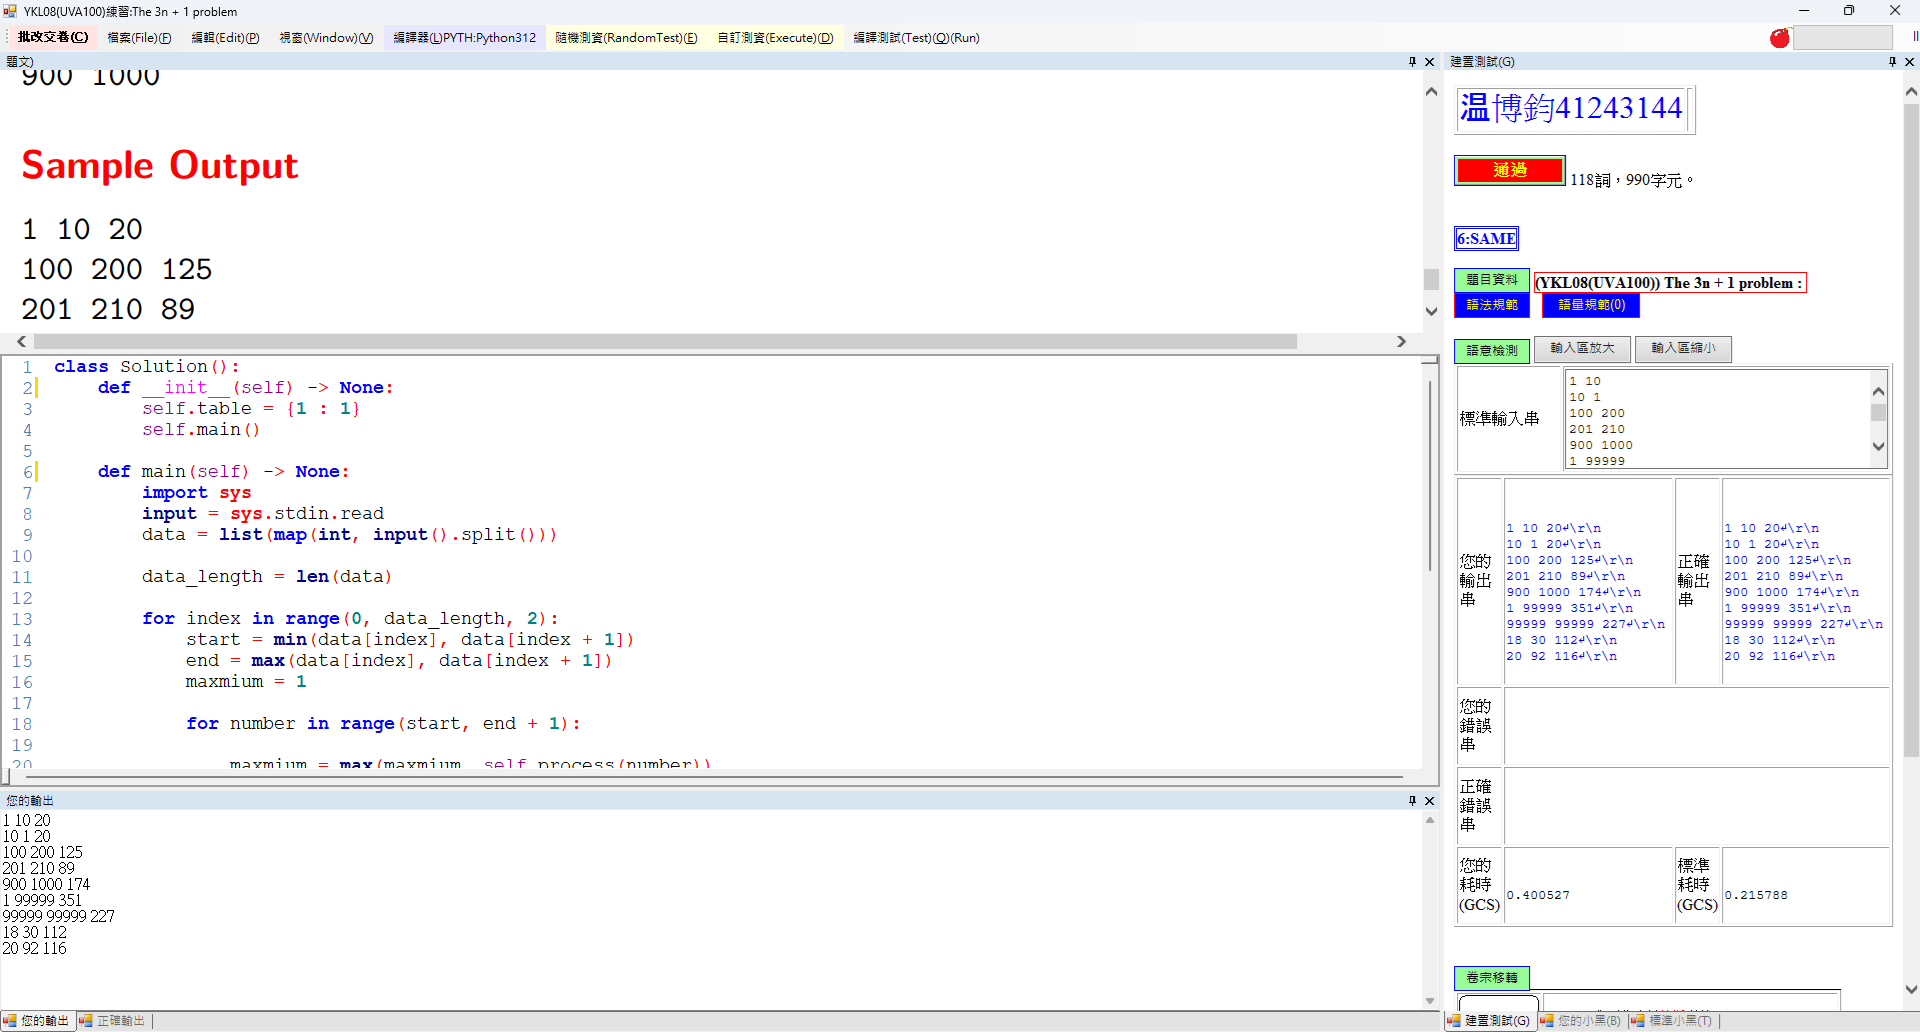 YKL08(UVA100)練習:The 3n + 1 problem
批改交卷(C) 檔案(File)(F) 編輯(Edit)(P) 視窗(Window)(V) 編譯器(L)PYTH:Python312 隨機測資(RandomTest)(E) 自訂測資(Execute)(D) 編譯測試(Test)(Q)(Run)
題文)
900 1000
Sample Output
1 10 20
100 200 125
201 210 89
1 class Solution():
2 def __init__(self) -> None:
3 self.table = {1 : 1}
4 self.main()
5
6 def main(self) -> None:
7 import sys
8 input = sys.stdin.read
9 data = list(map(int, input().split()))
10
11 data_length = len(data)
12
13 for index in range(0, data_length, 2):
14 start = min(data[index], data[index + 1])
15 end = max(data[index], data[index + 1])
16 maxmium = 1
17
18 for number in range(start, end + 1):
19
20 maxmium = max(maxmium, self.process(number))
您的輸出
1 10 20
10 1 20
100 200 125
201 210 89
900 1000 174
1 99999 351
99999 99999 227
18 30 112
20 92 116
您的輸出 正確輸出
建置測試(G)
温博鈞41243144
通過 118詞，990字元。
6:SAME
題目資料 (YKL08(UVA100)) The 3n + 1 problem :
語法規範 語量規範(0)
語意檢測 輸入區放大 輸入區縮小
標準輸入串
1 10
10 1
100 200
201 210
900 1000
1 99999
您的輸出串
1 10 20↲\r\n
10 1 20↲\r\n
100 200 125↲\r\n
201 210 89↲\r\n
900 1000 174↲\r\n
1 99999 351↲\r\n
99999 99999 227↲\r\n
18 30 112↲\r\n
20 92 116↲\r\n
正確輸出串
1 10 20↲\r\n
10 1 20↲\r\n
100 200 125↲\r\n
201 210 89↲\r\n
900 1000 174↲\r\n
1 99999 351↲\r\n
99999 99999 227↲\r\n
18 30 112↲\r\n
20 92 116↲\r\n
您的錯誤串
正確錯誤串
您的耗時(GCS) 0.400527 標準耗時(GCS) 0.215788
卷宗移轉
建置測試(G) 您的小黑(B) 標準小黑(T)